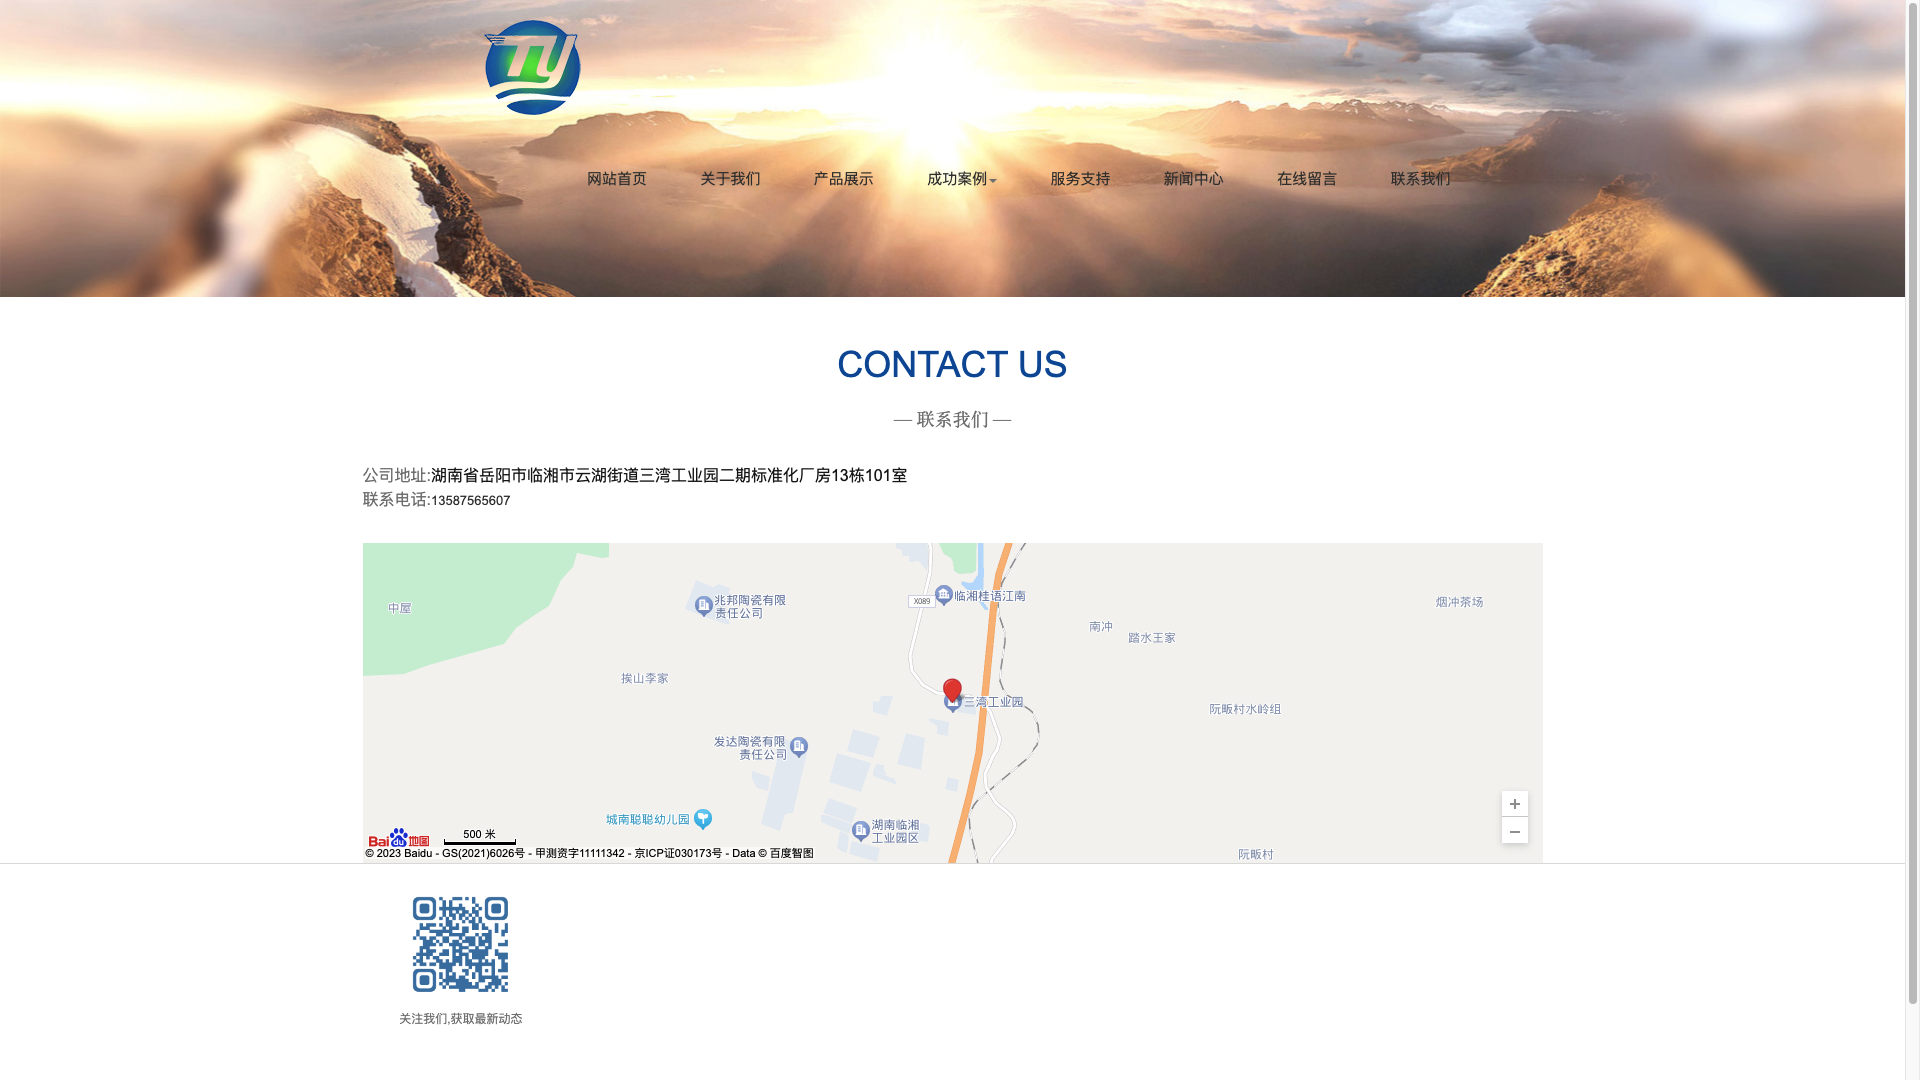 网站首页 关于我们 产品展示 成功案例 服务支持 新闻中心 在线留言 联系我们
CONTACT US
— 联系我们 —
公司地址:湖南省岳阳市临湘市云湖街道三湾工业园二期标准化厂房13栋101室
联系电话:13587565607
中屋
兆邦陶瓷有限
责任公司
X089
临湘桂语江南
南冲
踏水王家
烟冲茶场
挨山李家
三湾工业园
阮畈村水岭组
发达陶瓷有限
责任公司
城南聪聪幼儿园
湖南临湘
工业园区
阮畈村
+
−
Bai du 地图
500 米
© 2023 Baidu - GS(2021)6026号 - 甲测资字11111342 - 京ICP证030173号 - Data © 百度智图
关注我们,获取最新动态